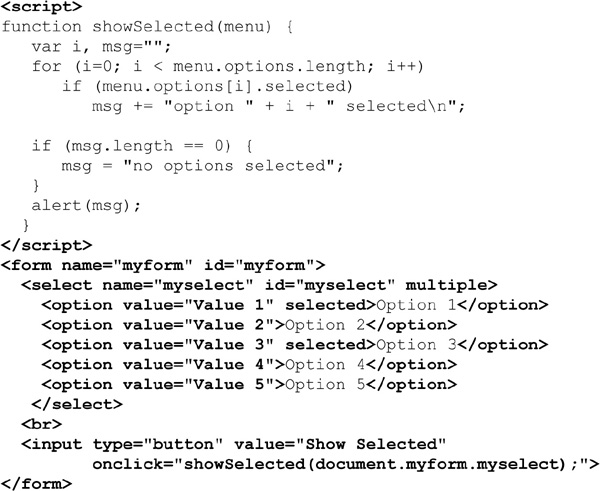 <script>
function showSelected(menu) {
   var i, msg="";
   for (i=0; i < menu.options.length; i++)
      if (menu.options[i].selected)
         msg += "option " + i + " selected\n";

   if (msg.length == 0) {
      msg = "no options selected";
   }
   alert(msg);
  }
</script>
<form name="myform" id="myform">
  <select name="myselect" id="myselect" multiple>
    <option value="Value 1" selected>Option 1</option>
    <option value="Value 2">Option 2</option>
    <option value="Value 3" selected>Option 3</option>
    <option value="Value 4">Option 4</option>
    <option value="Value 5">Option 5</option>
   </select>
  <br>
  <input type="button" value="Show Selected"
         onclick="showSelected(document.myform.myselect);">
</form>